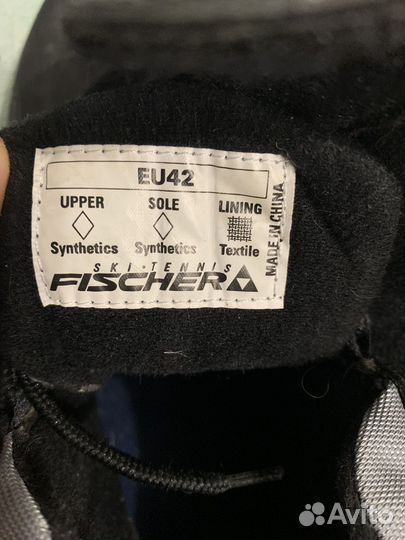 EU42
UPPER SOLE LINING
Synthetics Synthetics Textile
SKI·TENNIS
FISCHER
MADE IN CHINA
Avito